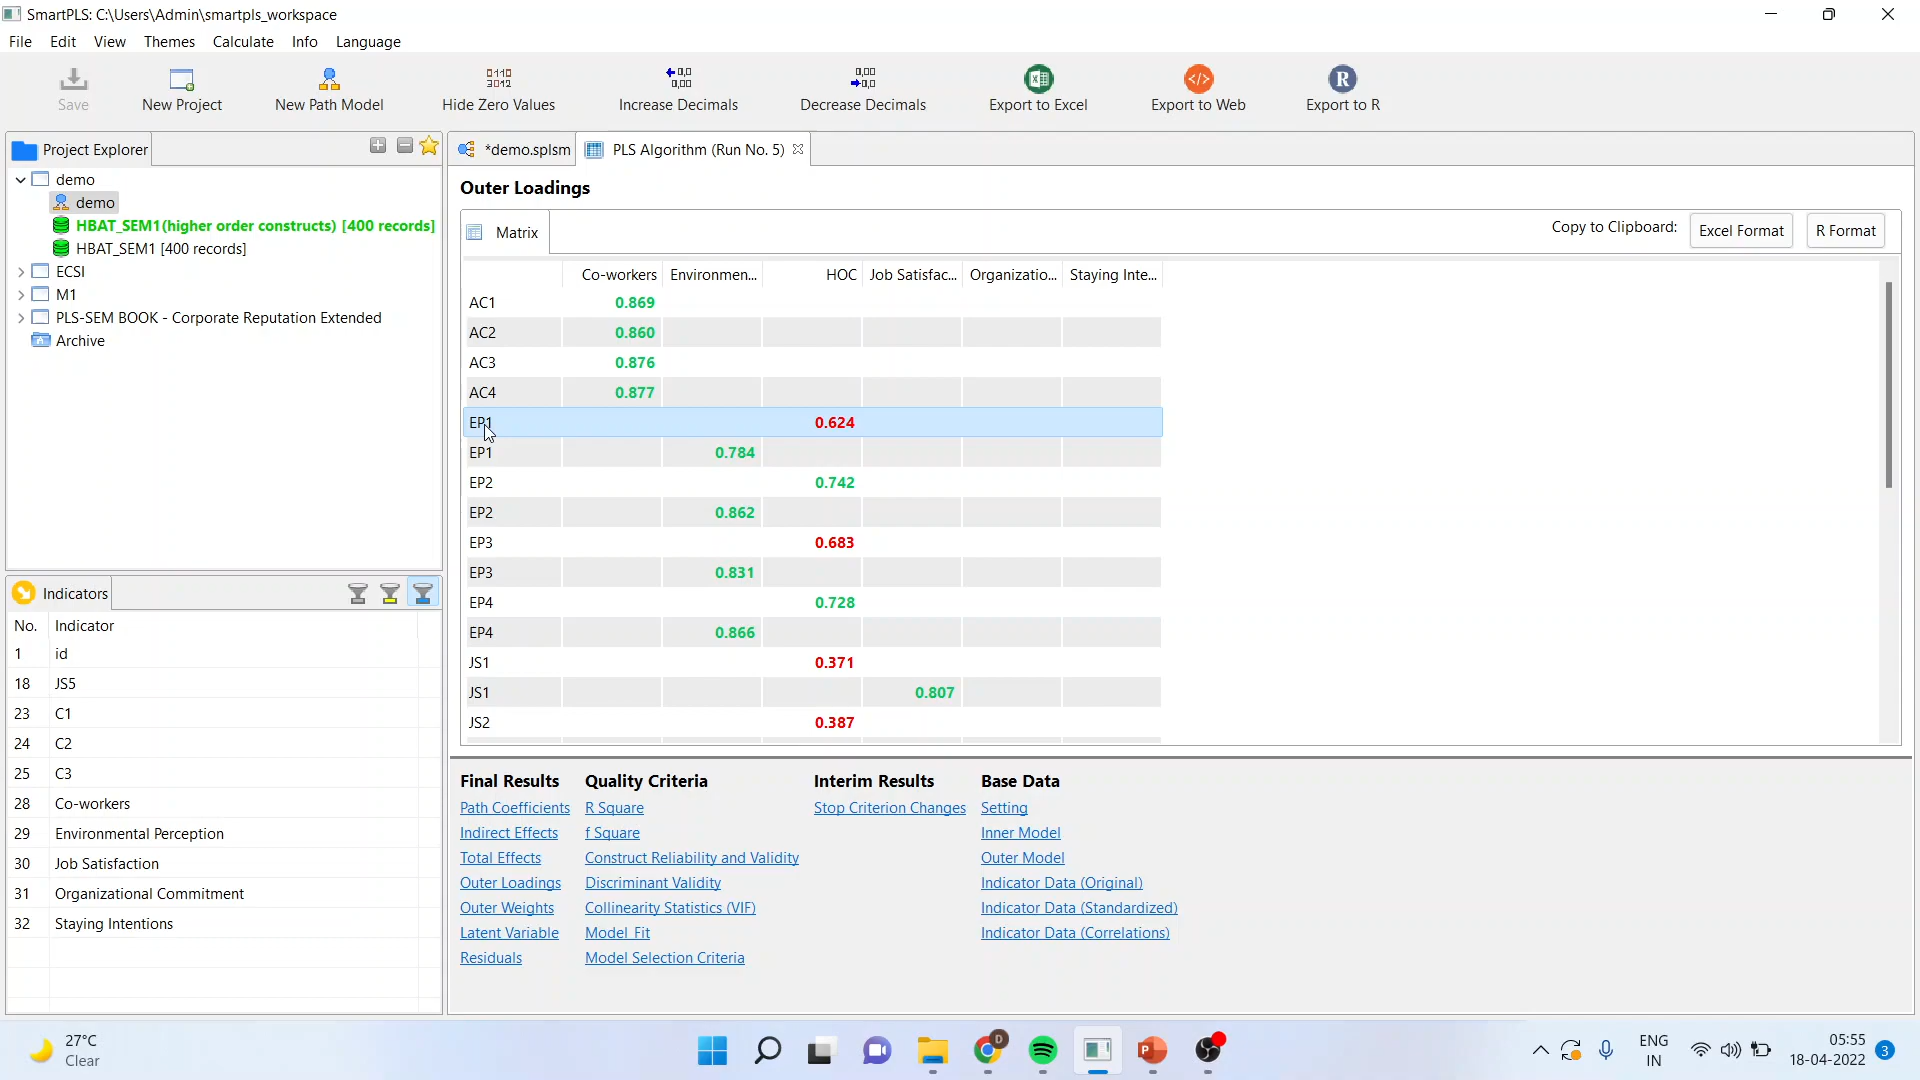 SmartPLS: C:\Users\Admin\smartpls_workspace
File Edit View Themes Calculate Info Language
Save New Project New Path Model Hide Zero Values Increase Decimals Decrease Decimals Export to Excel Export to Web Export to R
Project Explorer
demo
demo
HBAT_SEM1(higher order constructs) [400 records]
HBAT_SEM1 [400 records]
ECSI
M1
PLS-SEM BOOK - Corporate Reputation Extended
Archive
Indicators
No. Indicator
1 id
18 JS5
23 C1
24 C2
25 C3
28 Co-workers
29 Environmental Perception
30 Job Satisfaction
31 Organizational Commitment
32 Staying Intentions
*demo.splsm PLS Algorithm (Run No. 5)
Outer Loadings
Matrix Copy to Clipboard: Excel Format R Format
Co-workers Environmen... HOC Job Satisfac... Organizatio... Staying Inte...
AC1 0.869
AC2 0.860
AC3 0.876
AC4 0.877
EP1 0.624
EP1 0.784
EP2 0.742
EP2 0.862
EP3 0.683
EP3 0.831
EP4 0.728
EP4 0.866
JS1 0.371
JS1 0.807
JS2 0.387
Final Results Quality Criteria Interim Results Base Data
Path Coefficients R Square Stop Criterion Changes Setting
Indirect Effects f Square Inner Model
Total Effects Construct Reliability and Validity Outer Model
Outer Loadings Discriminant Validity Indicator Data (Original)
Outer Weights Collinearity Statistics (VIF) Indicator Data (Standardized)
Latent Variable Model_Fit Indicator Data (Correlations)
Residuals Model Selection Criteria
27°C
Clear
ENG
IN
05:55
18-04-2022 3